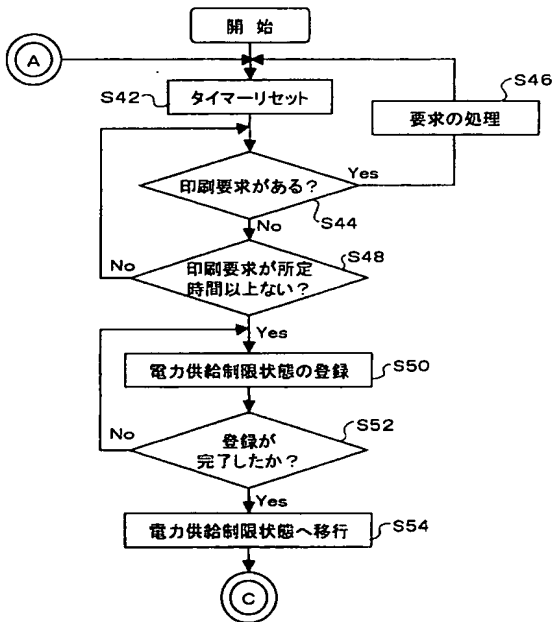 開 始
A
S42
タイマーリセット
S46
要求の処理
印刷要求がある?
Yes
S44
No
S48
No
印刷要求が所定
時間以上ない?
Yes
電力供給制限状態の登録
S50
S52
No
登録が
完了したか?
Yes
電力供給制限状態へ移行
S54
C